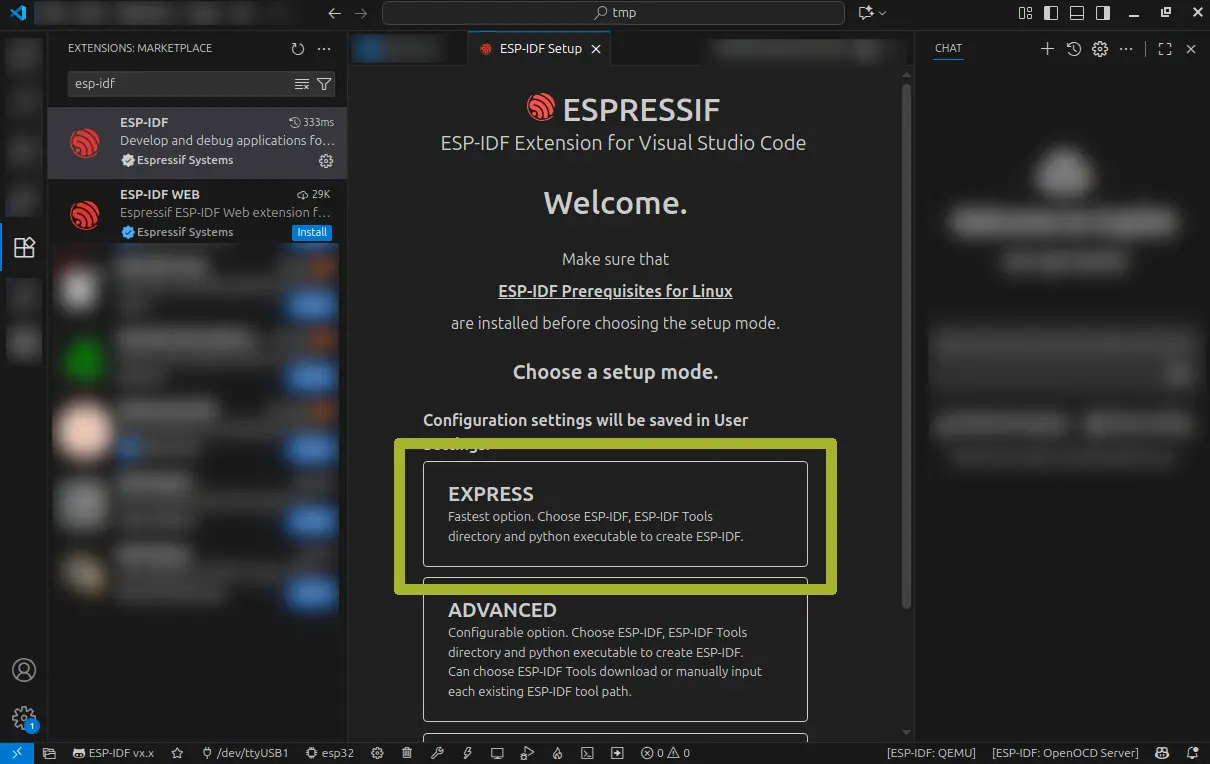 tmp
EXTENSIONS: MARKETPLACE
esp-idf
ESP-IDF
333ms
Develop and debug applications fo...
Espressif Systems
ESP-IDF WEB
29K
Espressif ESP-IDF Web extension f...
Espressif Systems
Install
ESP-IDF Setup
ESPRESSIF
ESP-IDF Extension for Visual Studio Code
Welcome.
Make sure that
ESP-IDF Prerequisites for Linux
are installed before choosing the setup mode.
Choose a setup mode.
Configuration settings will be saved in User
EXPRESS
Fastest option. Choose ESP-IDF, ESP-IDF Tools
directory and python executable to create ESP-IDF.
ADVANCED
Configurable option. Choose ESP-IDF, ESP-IDF Tools
directory and python executable to create ESP-IDF.
Can choose ESP-IDF Tools download or manually input
each existing ESP-IDF tool path.
CHAT
1
ESP-IDF vx.x
/dev/ttyUSB1
esp32
0
0
[ESP-IDF: QEMU]
[ESP-IDF: OpenOCD Server]